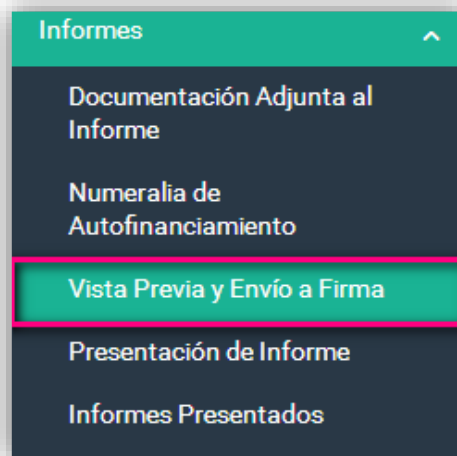 Informes
Documentación Adjunta al
Informe
Numeralia de
Autofinanciamiento
Vista Previa y Envío a Firma
Presentación de Informe
Informes Presentados